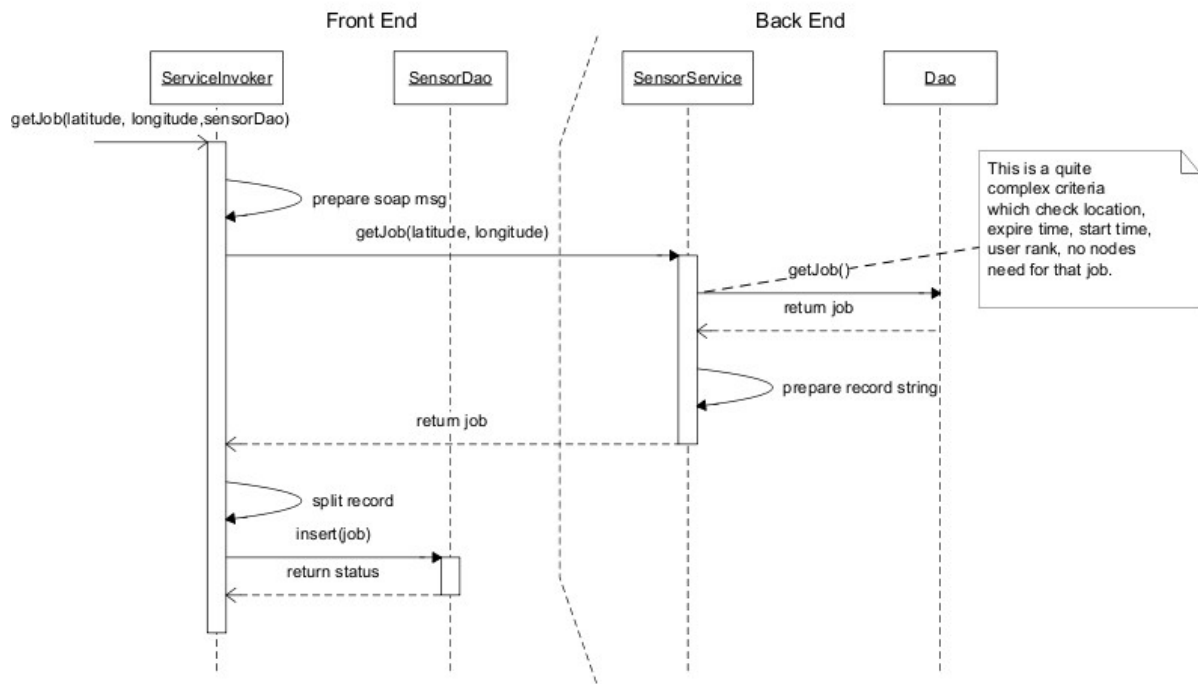 Front End
Back End
ServiceInvoker
SensorDao
SensorService
Dao
getJob(latitude, longitude,sensorDao)
This is a quite
complex criteria
which check location,
expire time, start time,
user rank, no nodes
need for that job.
prepare soap msg
getJob(latitude, longitude)
getJob()
return job
prepare record string
return job
split record
insert(job)
return status